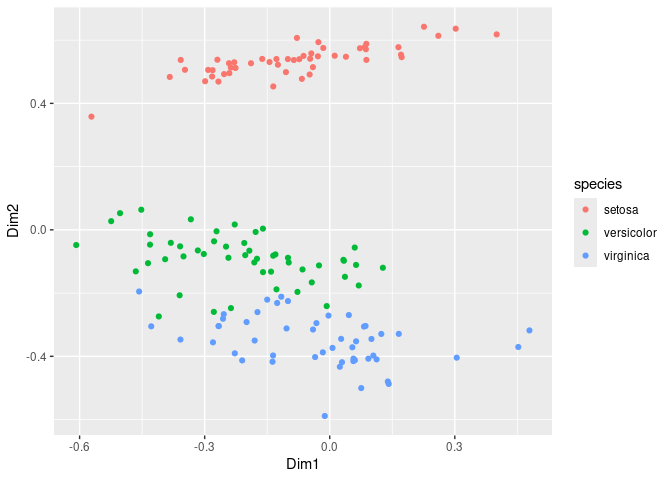 0.4
0.0
-0.4
Dim2
-0.6
-0.3
0.0
0.3
Dim1
species
setosa
versicolor
virginica